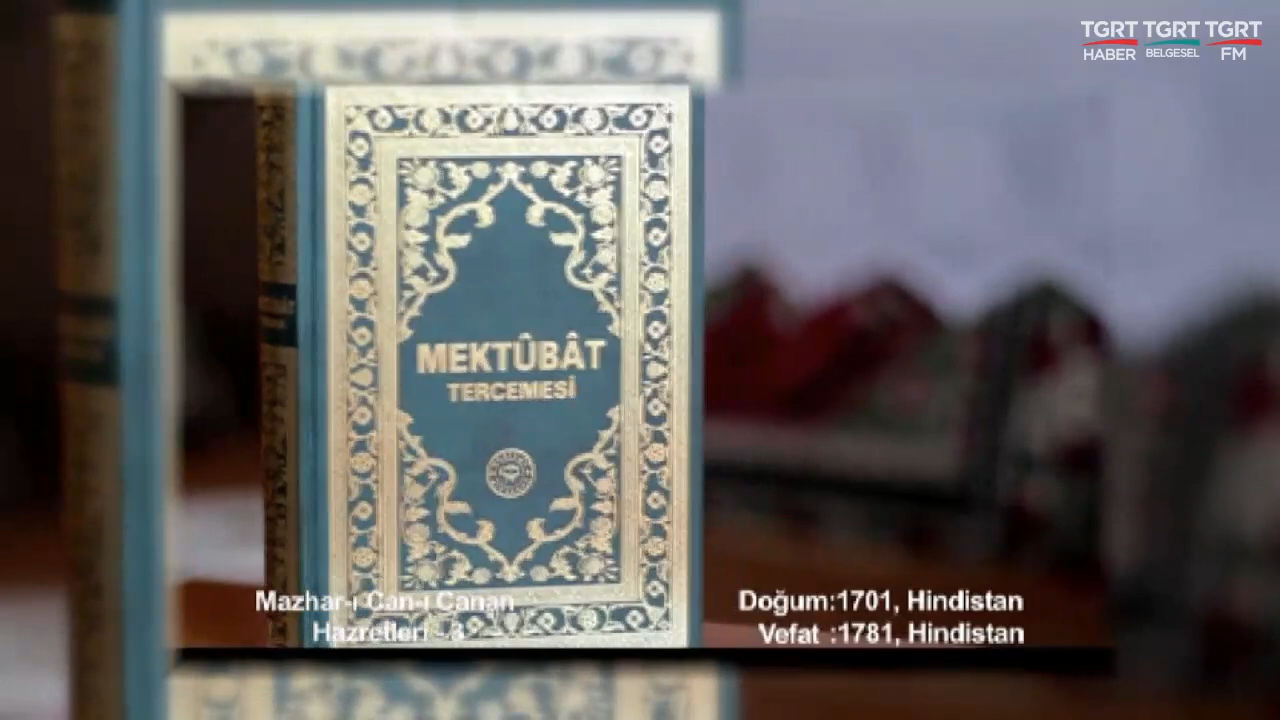 TGRT TGRT TGRT
HABER BELGESEL FM
MEKTÛBÂT
TERCEMESİ
Mazhar-ı Can-ı Canan
Hazretleri - 3
Doğum:1701, Hindistan
Vefat :1781, Hindistan